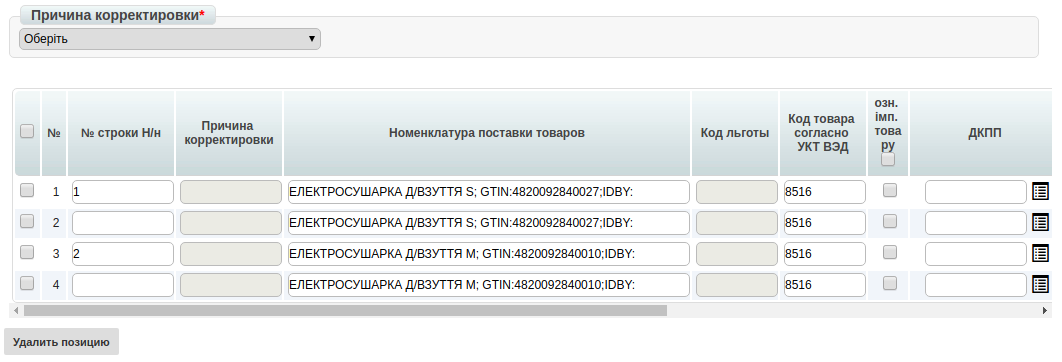 Причина корректировки*
Оберіть
№ № строки Н/н Причина корректировки Номенклатура поставки товаров Код льготы Код товара согласно УКТ ВЭД озн. імп. това ру ДКПП
1 1 ЕЛЕКТРОСУШАРКА Д/ВЗУТТЯ S; GTIN:4820092840027;IDBY: 8516
2 ЕЛЕКТРОСУШАРКА Д/ВЗУТТЯ S; GTIN:4820092840027;IDBY: 8516
3 2 ЕЛЕКТРОСУШАРКА Д/ВЗУТТЯ M; GTIN:4820092840010;IDBY: 8516
4 ЕЛЕКТРОСУШАРКА Д/ВЗУТТЯ M; GTIN:4820092840010;IDBY: 8516
Удалить позицию